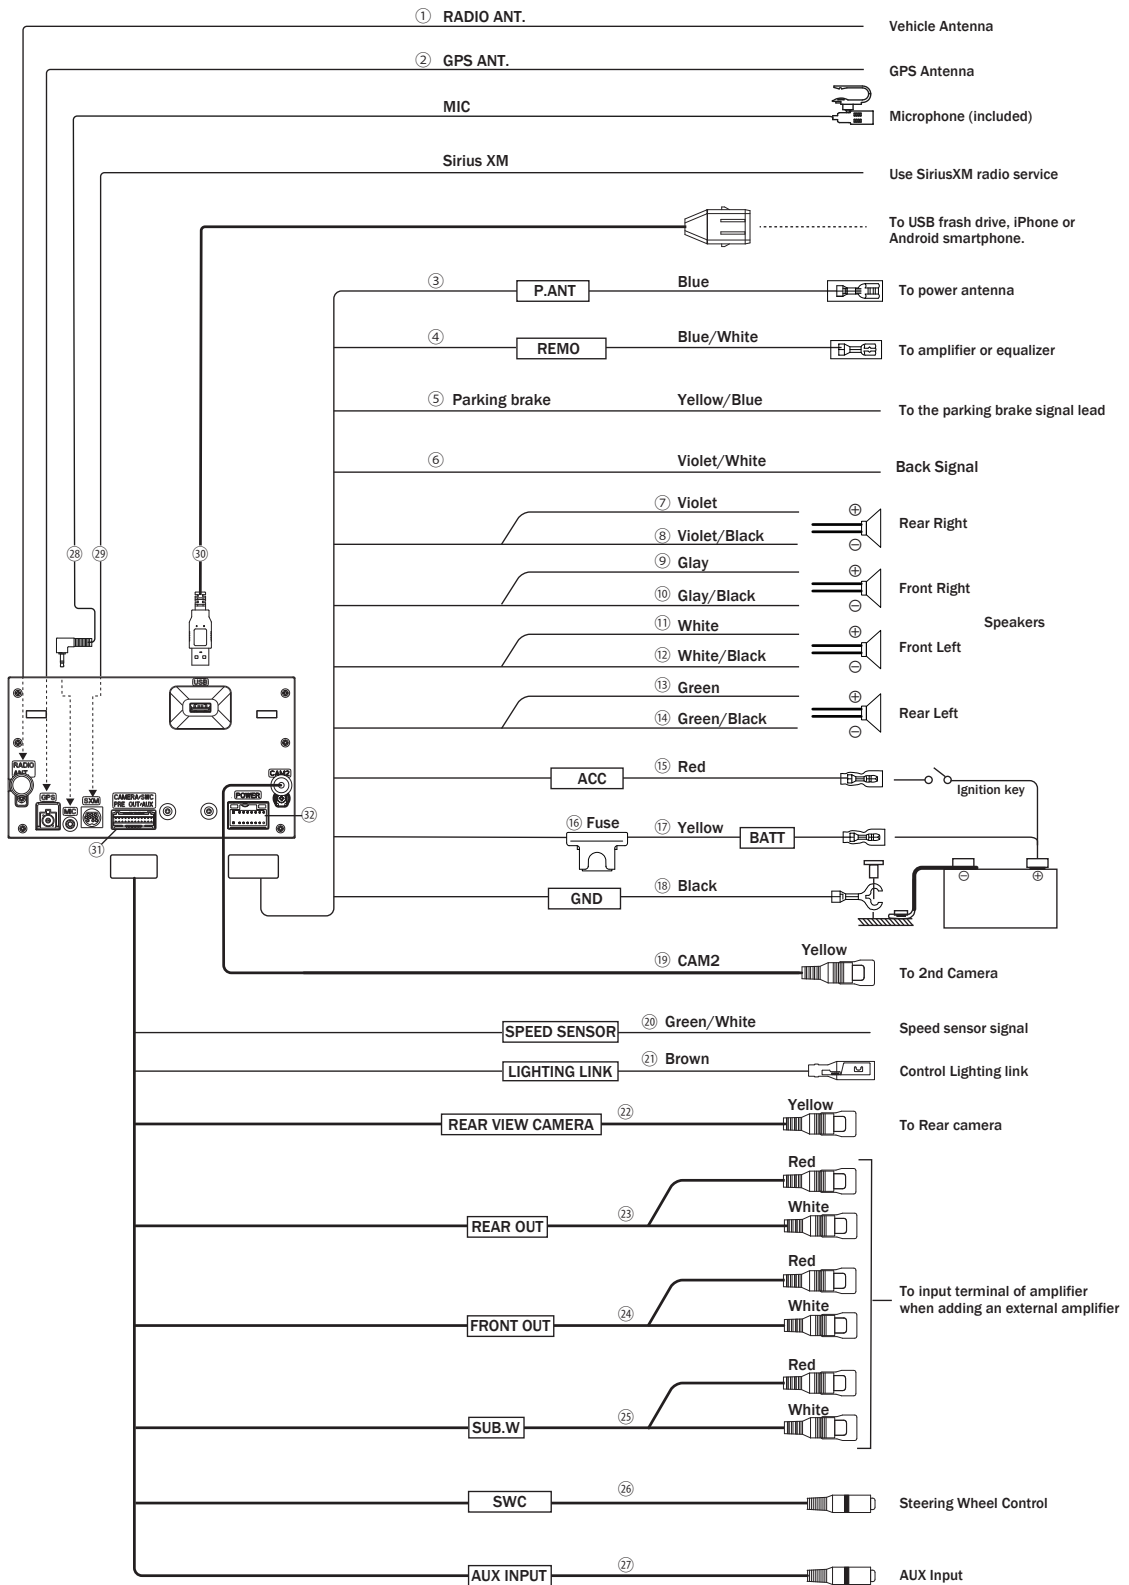 ① RADIO ANT.
Vehicle Antenna
② GPS ANT.
GPS Antenna
MIC
Microphone (included)
Sirius XM
Use SiriusXM radio service
To USB frash drive, iPhone or
Android smartphone.
③ P.ANT Blue
To power antenna
④ REMO Blue/White
To amplifier or equalizer
⑤ Parking brake Yellow/Blue
To the parking brake signal lead
⑥ Violet/White
Back Signal
⑦ Violet
⑧ Violet/Black
⊕
⊖
Rear Right
⑨ Glay
⑩ Glay/Black
⊕
⊖
Front Right
Speakers
⑪ White
⑫ White/Black
⊕
⊖
Front Left
⑬ Green
⑭ Green/Black
⊕
⊖
Rear Left
㉘ ㉙ ㉚
USB
RADIO
ANT.
GPS
MIC
SXM
CAMERA/SWC
PRE OUT•AUX
POWER
CAM2
㉛
㉜
ACC ⑮ Red
Ignition key
⑯ Fuse ⑰ Yellow BATT
⊖ ⊕
GND ⑱ Black
⑲ CAM2 Yellow
To 2nd Camera
SPEED SENSOR ⑳ Green/White
Speed sensor signal
LIGHTING LINK ㉑ Brown
Control Lighting link
REAR VIEW CAMERA ㉒ Yellow
To Rear camera
REAR OUT ㉓
Red
White
FRONT OUT ㉔
Red
White
To input terminal of amplifier
when adding an external amplifier
SUB.W ㉕
Red
White
SWC ㉖
Steering Wheel Control
AUX INPUT ㉗
AUX Input